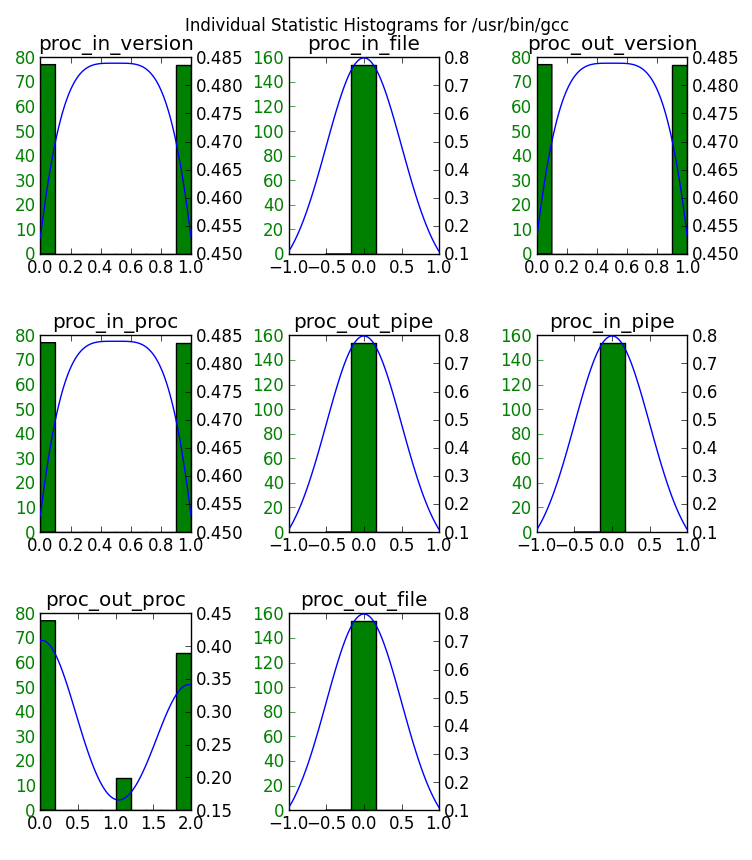 Individual Statistic Histograms for /usr/bin/gcc
proc_in_version proc_in_file proc_out_version
80 70 60 50 40 30 20 10 0
0.485 0.480 0.475 0.470 0.465 0.460 0.455 0.450
0.0 0.2 0.4 0.6 0.8 1.0
160 140 120 100 80 60 40 20 0
0.8 0.7 0.6 0.5 0.4 0.3 0.2 0.1
−1.0 −0.5 0.0 0.5 1.0
80 70 60 50 40 30 20 10 0
0.485 0.480 0.475 0.470 0.465 0.460 0.455 0.450
0.0 0.2 0.4 0.6 0.8 1.0
proc_in_proc proc_out_pipe proc_in_pipe
80 70 60 50 40 30 20 10 0
0.485 0.480 0.475 0.470 0.465 0.460 0.455 0.450
0.0 0.2 0.4 0.6 0.8 1.0
160 140 120 100 80 60 40 20 0
0.8 0.7 0.6 0.5 0.4 0.3 0.2 0.1
−1.0 −0.5 0.0 0.5 1.0
160 140 120 100 80 60 40 20 0
0.8 0.7 0.6 0.5 0.4 0.3 0.2 0.1
−1.0 −0.5 0.0 0.5 1.0
proc_out_proc proc_out_file
80 70 60 50 40 30 20 10 0
0.45 0.40 0.35 0.30 0.25 0.20 0.15
0.0 0.5 1.0 1.5 2.0
160 140 120 100 80 60 40 20 0
0.8 0.7 0.6 0.5 0.4 0.3 0.2 0.1
−1.0 −0.5 0.0 0.5 1.0